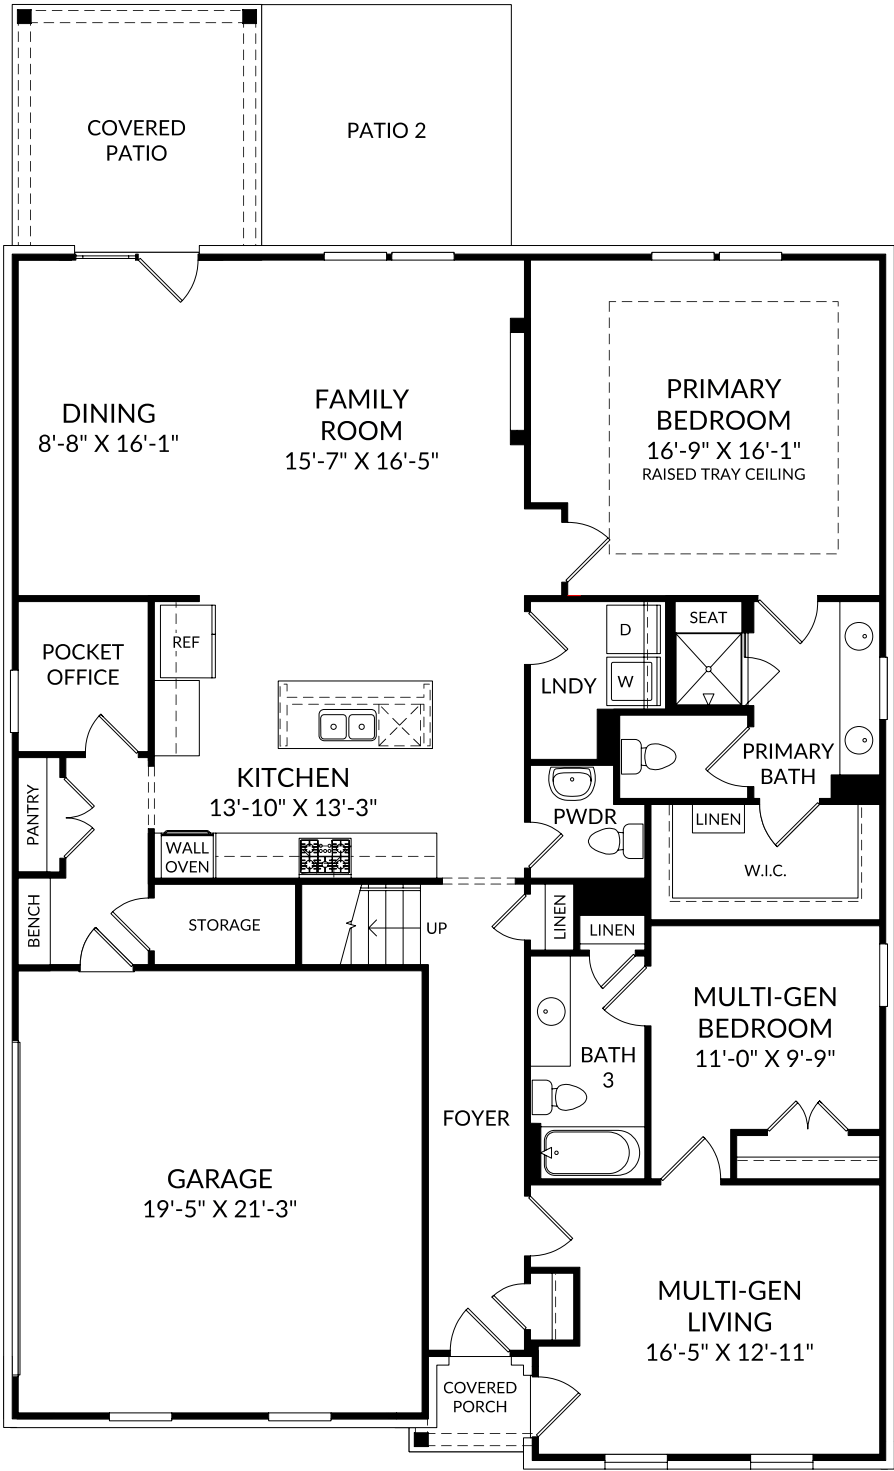 COVERED
PATIO
PATIO 2
DINING
8'-8" X 16'-1"
FAMILY
ROOM
15'-7" X 16'-5"
PRIMARY
BEDROOM
16'-9" X 16'-1"
RAISED TRAY CEILING
POCKET
OFFICE
REF
LNDY
D
W
SEAT
PRIMARY
BATH
KITCHEN
13'-10" X 13'-3"
PANTRY
WALL
OVEN
PWDR
LINEN
W.I.C.
BENCH
STORAGE
UP
LINEN
LINEN
MULTI-GEN
BEDROOM
11'-0" X 9'-9"
BATH
3
FOYER
GARAGE
19'-5" X 21'-3"
MULTI-GEN
LIVING
16'-5" X 12'-11"
COVERED
PORCH